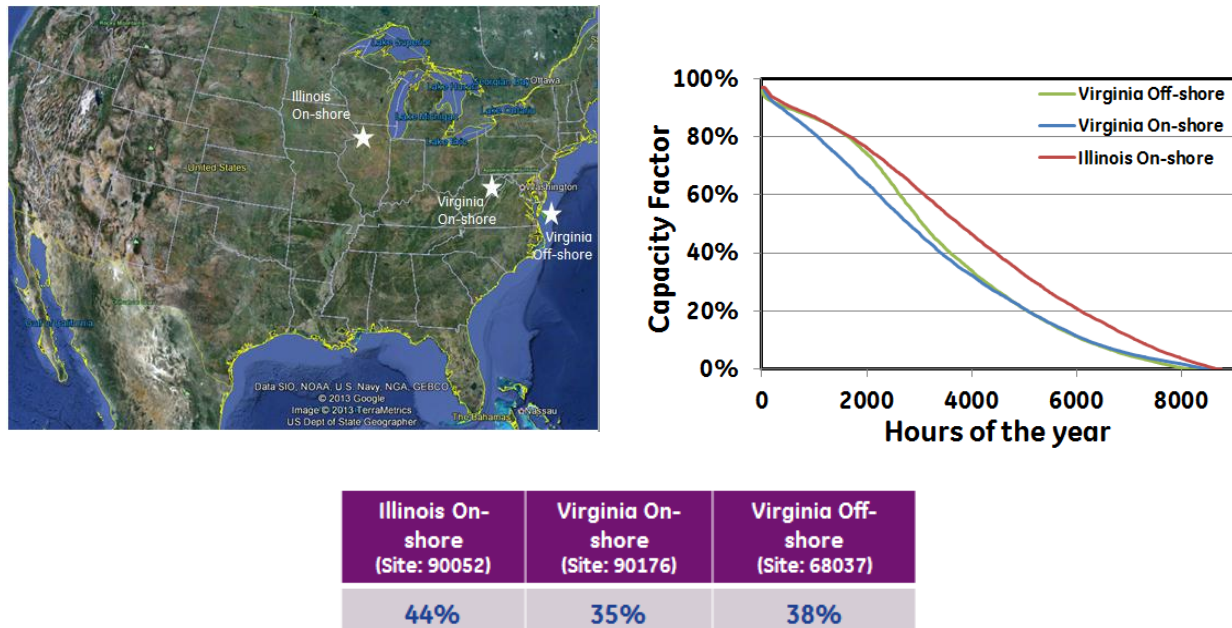 Lake Superior
Georgian Bay
Ottawa
Lake Huron
Lake Ontario
Lake Michigan
Lake Erie
Illinois
On-shore
United States
Washington
Virginia
On-shore
Virginia
Off-shore
Data SIO, NOAA, U.S. Navy, NGA, GEBCO
© 2013 Google
Image © 2013 TerraMetrics
US Dept of State Geographer
The Bahamas
Nassau
100%
80%
60%
40%
20%
0%
Capacity Factor
Virginia Off-shore
Virginia On-shore
Illinois On-shore
0 2000 4000 6000 8000
Hours of the year
Illinois On-
shore
(Site: 90052)
Virginia On-
shore
(Site: 90176)
Virginia Off-
shore
(Site: 68037)
44% 35% 38%